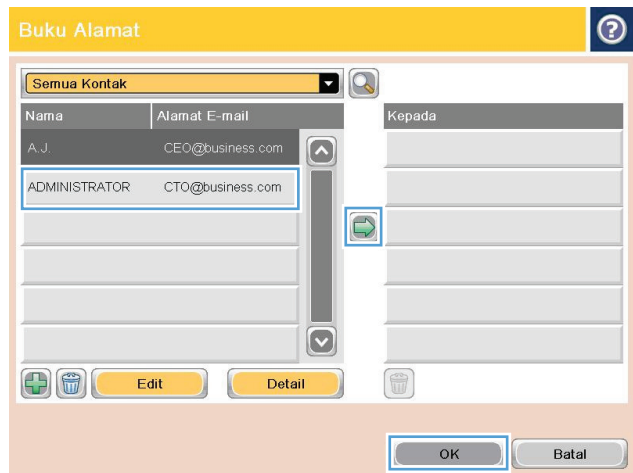 Buku Alamat
?
Semua Kontak
Nama Alamat E-mail Kepada
A.J. CEO@business.com
ADMINISTRATOR CTO@business.com
Edit Detail
OK Batal